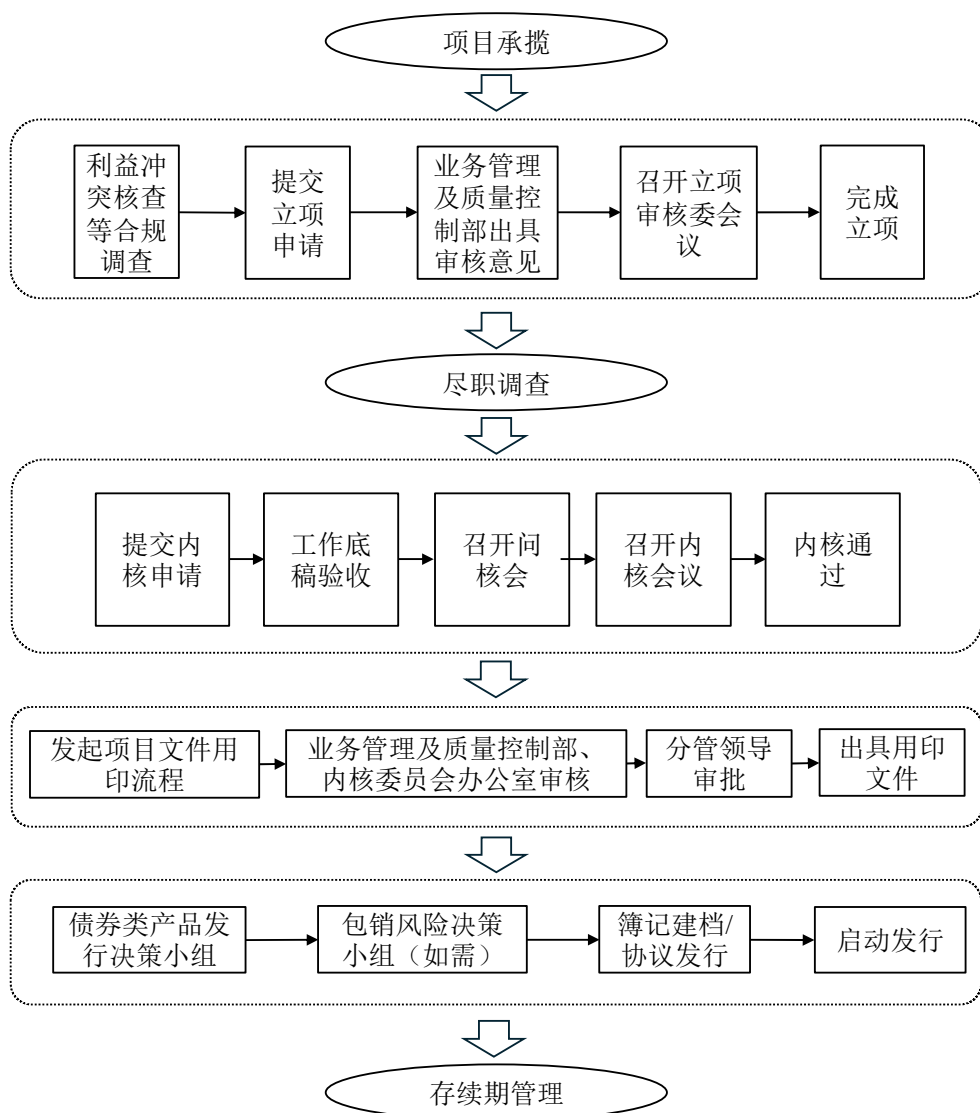 项目承揽
利益冲
突核查
等合规
调查
提交
立项
申请
业务管理
及质量控
制部出具
审核意见
召开立项
审核委会
议
完成
立项
尽职调查
提交内
核申请
工作底
稿验收
召开问
核会
召开内
核会议
内核通
过
发起项目文件用
印流程
业务管理及质量控制部、
内核委员会办公室审核
分管领导
审批
出具用印
文件
债券类产品发
行决策小组
包销风险决策
小组（如需）
簿记建档/
协议发行
启动发行
存续期管理